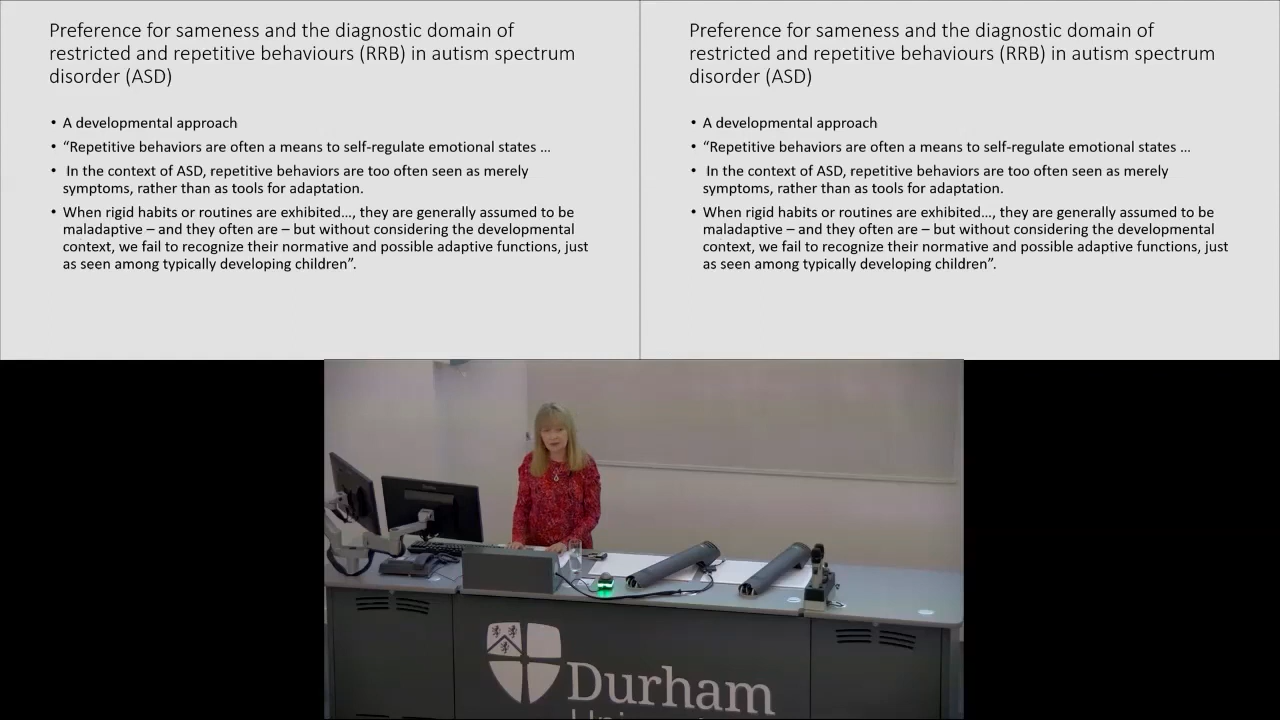 Preference for sameness and the diagnostic domain of
restricted and repetitive behaviours (RRB) in autism spectrum
disorder (ASD)
• A developmental approach
• “Repetitive behaviors are often a means to self-regulate emotional states ...
• In the context of ASD, repetitive behaviors are too often seen as merely
symptoms, rather than as tools for adaptation.
• When rigid habits or routines are exhibited..., they are generally assumed to be
maladaptive – and they often are – but without considering the developmental
context, we fail to recognize their normative and possible adaptive functions, just
as seen among typically developing children”.
Preference for sameness and the diagnostic domain of
restricted and repetitive behaviours (RRB) in autism spectrum
disorder (ASD)
• A developmental approach
• “Repetitive behaviors are often a means to self-regulate emotional states ...
• In the context of ASD, repetitive behaviors are too often seen as merely
symptoms, rather than as tools for adaptation.
• When rigid habits or routines are exhibited..., they are generally assumed to be
maladaptive – and they often are – but without considering the developmental
context, we fail to recognize their normative and possible adaptive functions, just
as seen among typically developing children”.
Durham